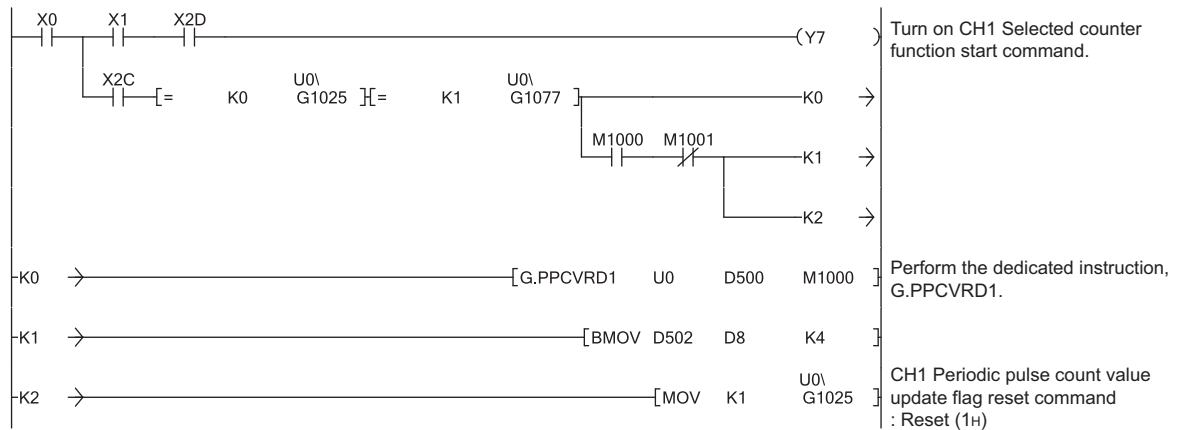 X0 X1 X2D
(Y7 ) Turn on CH1 Selected counter
function start command.
X2C U0\ U0\
[= K0 G1025 ][= K1 G1077 ] K0
M1000 M1001
K1
K2
K0 [G.PPCVRD1 U0 D500 M1000 ] Perform the dedicated instruction,
G.PPCVRD1.
K1 [BMOV D502 D8 K4 ]
U0\ CH1 Periodic pulse count value
K2 [MOV K1 G1025 ] update flag reset command
: Reset (1H)